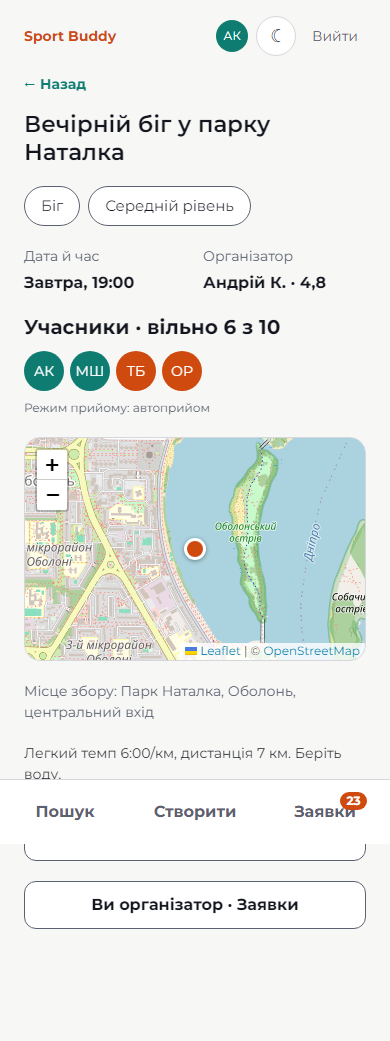 Sport Buddy
АК
Вийти
← Назад
Вечірній біг у парку
Наталка
Біг
Середній рівень
Дата й час
Організатор
Завтра, 19:00
Андрій К. · 4,8
Учасники · вільно 6 з 10
АК
МШ
ТБ
ОР
Режим прийому: автоприйом
+
−
мікрорайон
Оболоні
Оболонський
острів
Дніпро
3-й мікрорайон
Оболоні
Leaflet | © OpenStreetMap
Місце збору: Парк Наталка, Оболонь,
центральний вхід
Легкий темп 6:00/км, дистанція 7 км. Беріть
воду.
Пошук
Створити
Заявки
23
Ви організатор · Заявки